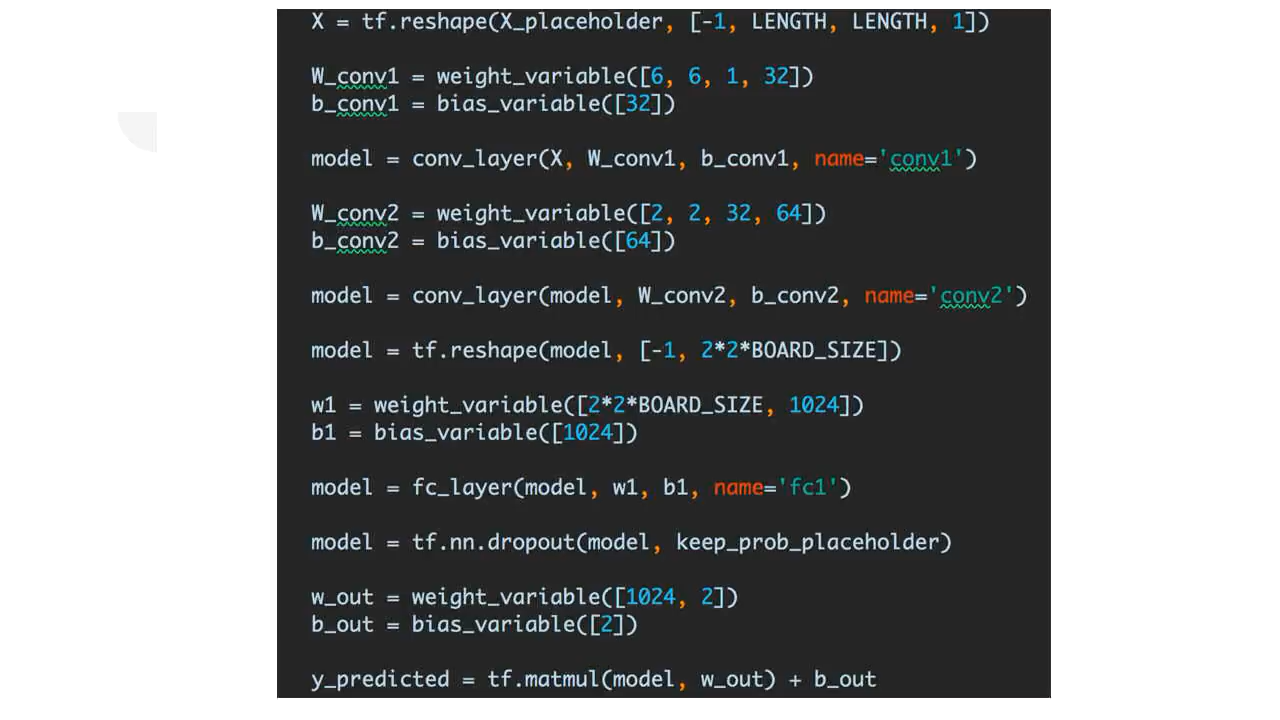 X = tf.reshape(X_placeholder, [-1, LENGTH, LENGTH, 1])
W_conv1 = weight_variable([6, 6, 1, 32])
b_conv1 = bias_variable([32])
model = conv_layer(X, W_conv1, b_conv1, name='conv1')
W_conv2 = weight_variable([2, 2, 32, 64])
b_conv2 = bias_variable([64])
model = conv_layer(model, W_conv2, b_conv2, name='conv2')
model = tf.reshape(model, [-1, 2*2*BOARD_SIZE])
w1 = weight_variable([2*2*BOARD_SIZE, 1024])
b1 = bias_variable([1024])
model = fc_layer(model, w1, b1, name='fc1')
model = tf.nn.dropout(model, keep_prob_placeholder)
w_out = weight_variable([1024, 2])
b_out = bias_variable([2])
y_predicted = tf.matmul(model, w_out) + b_out